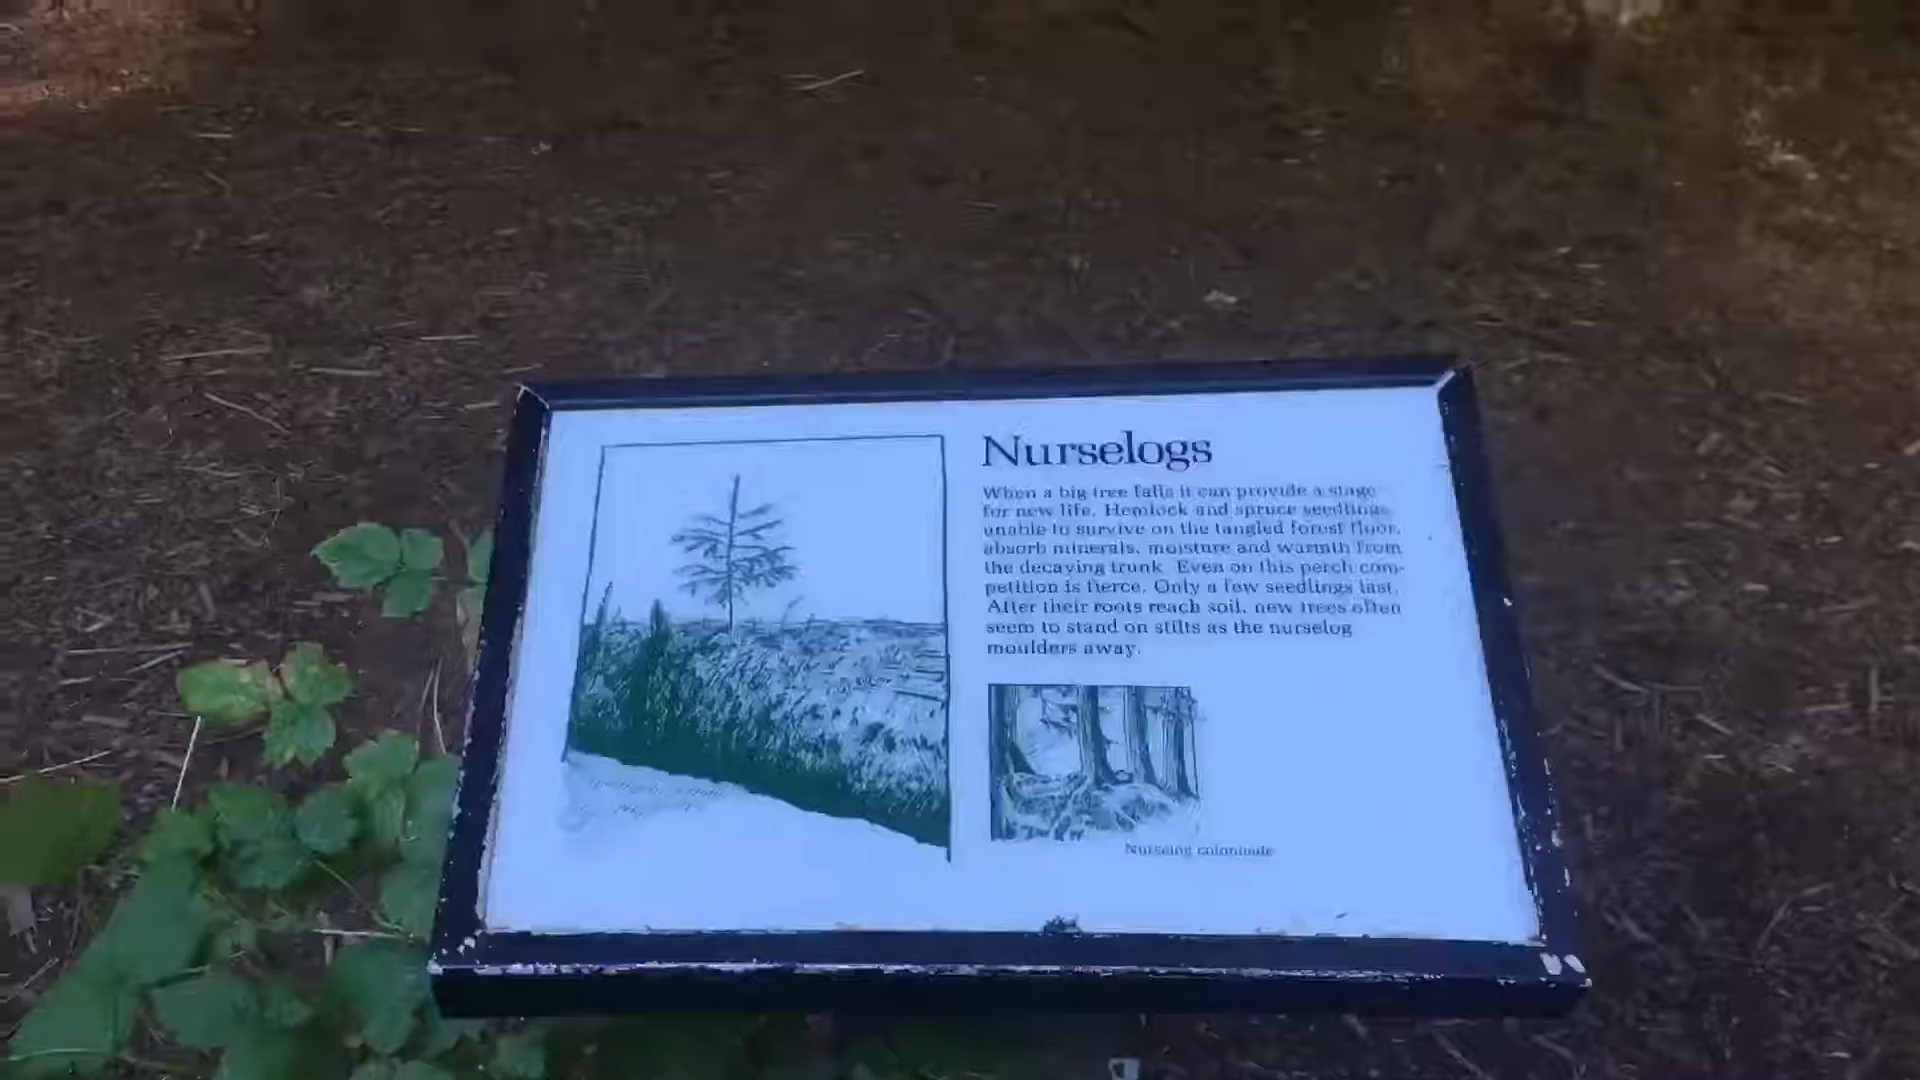 Nurselogs
When a big tree falls it can provide a stage
for new life. Hemlock and spruce seedlings,
unable to survive on the tangled forest floor,
absorb minerals, moisture and warmth from
the decaying trunk. Even on this perch com-
petition is fierce. Only a few seedlings last.
After their roots reach soil, new trees often
seem to stand on stilts as the nurselog
moulders away.
colonnade